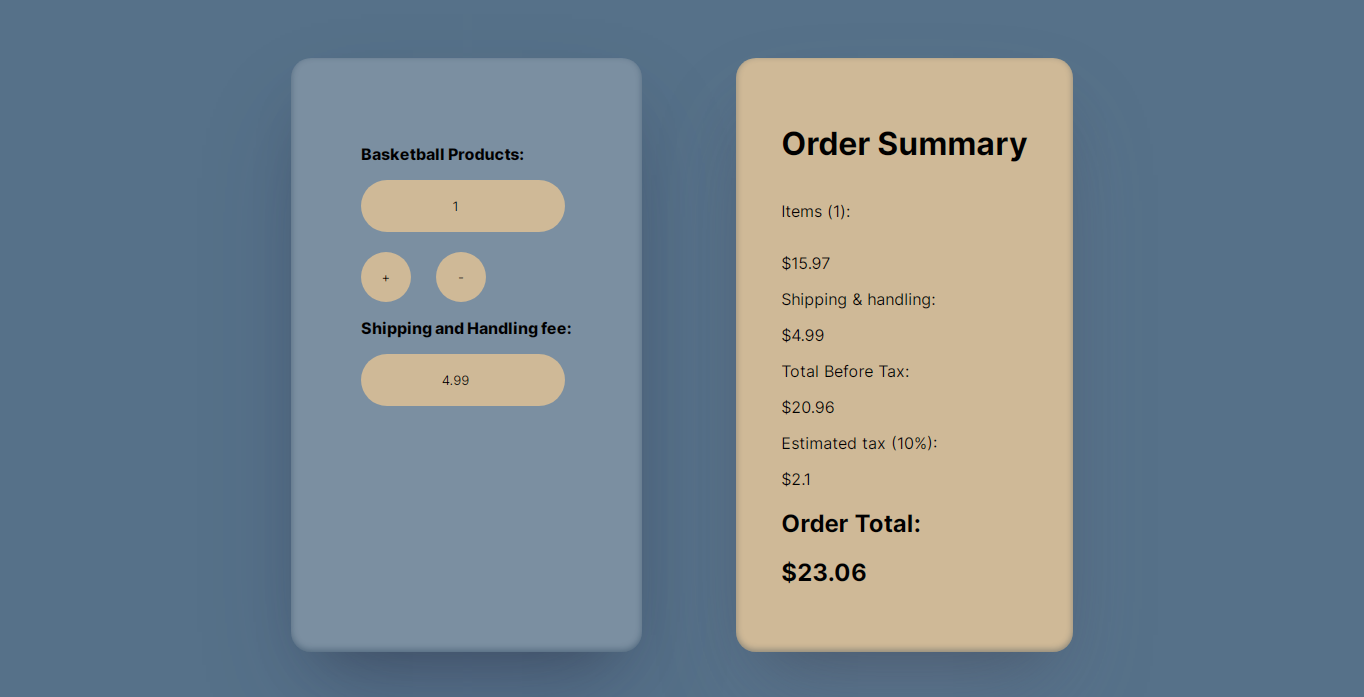 Basketball Products:
1
+ -
Shipping and Handling fee:
4.99
Order Summary
Items (1):
$15.97
Shipping & handling:
$4.99
Total Before Tax:
$20.96
Estimated tax (10%):
$2.1
Order Total:
$23.06